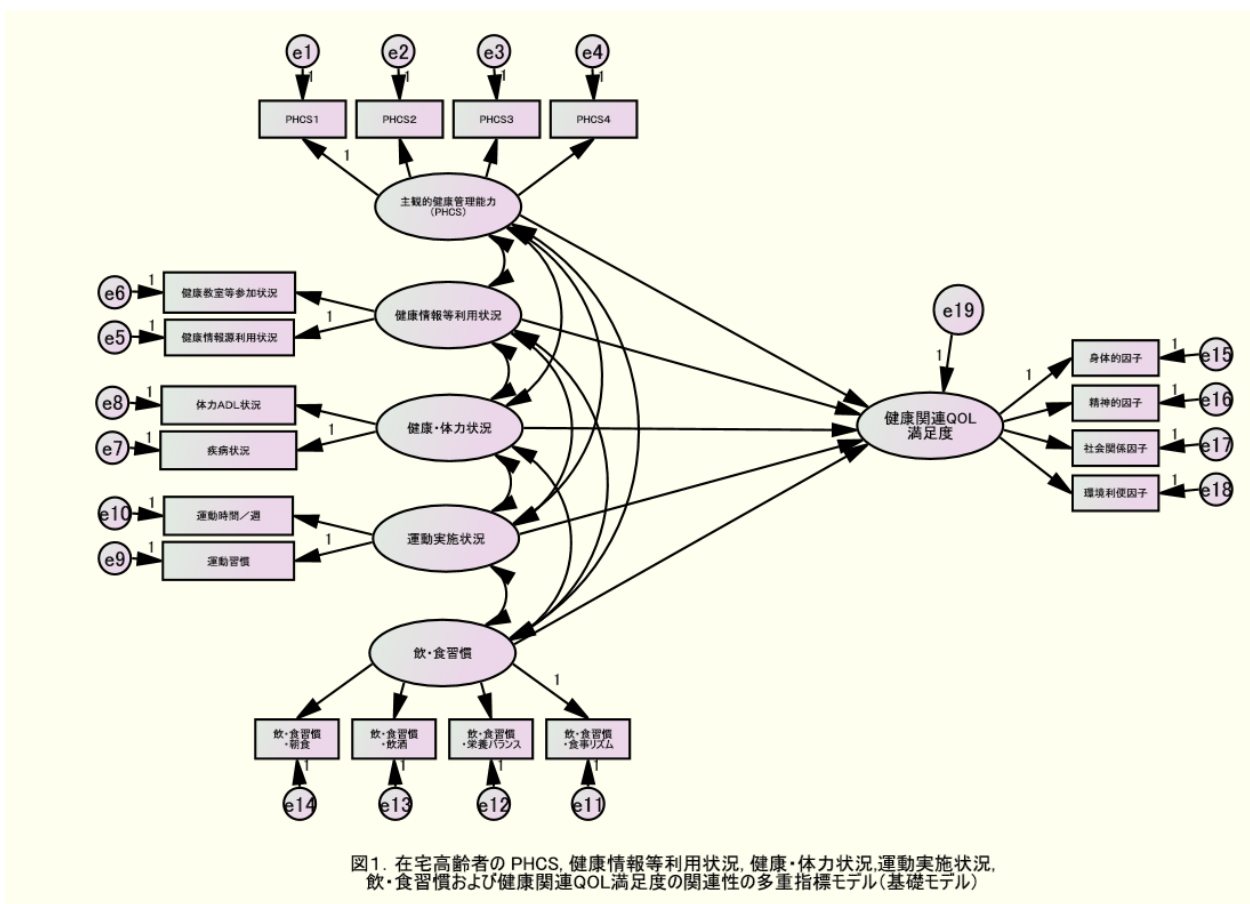 e1
e2
e3
e4
1
1
1
1
PHCS1
PHCS2
PHCS3
PHCS4
1
主観的健康管理能力
(PHCS)
e6
1
健康教室等参加状況
健康情報等利用状況
1
e5
1
健康情報源利用状況
e19
1
e8
1
体力ADL状況
健康・体力状況
1
e7
1
疾病状況
健康関連QOL
満足度
1
身体的因子
1
e15
精神的因子
1
e16
社会関係因子
1
e17
環境利便因子
1
e18
e10
1
運動時間/週
運動実施状況
1
e9
1
運動習慣
飲・食習慣
1
飲・食習慣
・朝食
飲・食習慣
・飲酒
飲・食習慣
・栄養バランス
飲・食習慣
・食事リズム
1
1
1
1
e14
e13
e12
e11
図1. 在宅高齢者の PHCS, 健康情報等利用状況, 健康・体力状況,運動実施状況,
飲・食習慣および健康関連QOL満足度の関連性の多重指標モデル(基礎モデル)